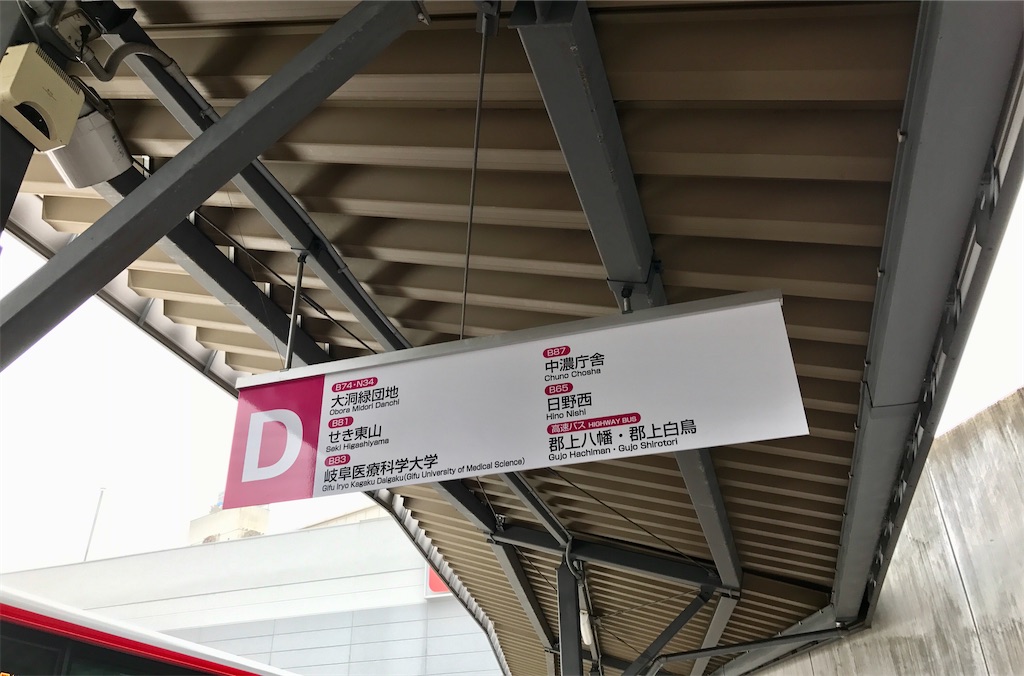 D
B74・N34
大洞緑団地
Obora Midori Danchi
B81
せき東山
Seki Higashiyama
B83
岐阜医療科学大学
Gifu Iryo Kagaku Daigaku(Gifu University of Medical Science)
B87
中濃庁舎
Chuno Chosha
B65
日野西
Hino Nishi
高速バス HIGHWAY BUS
郡上八幡・郡上白鳥
Gujo Hachiman・Gujo Shirotori